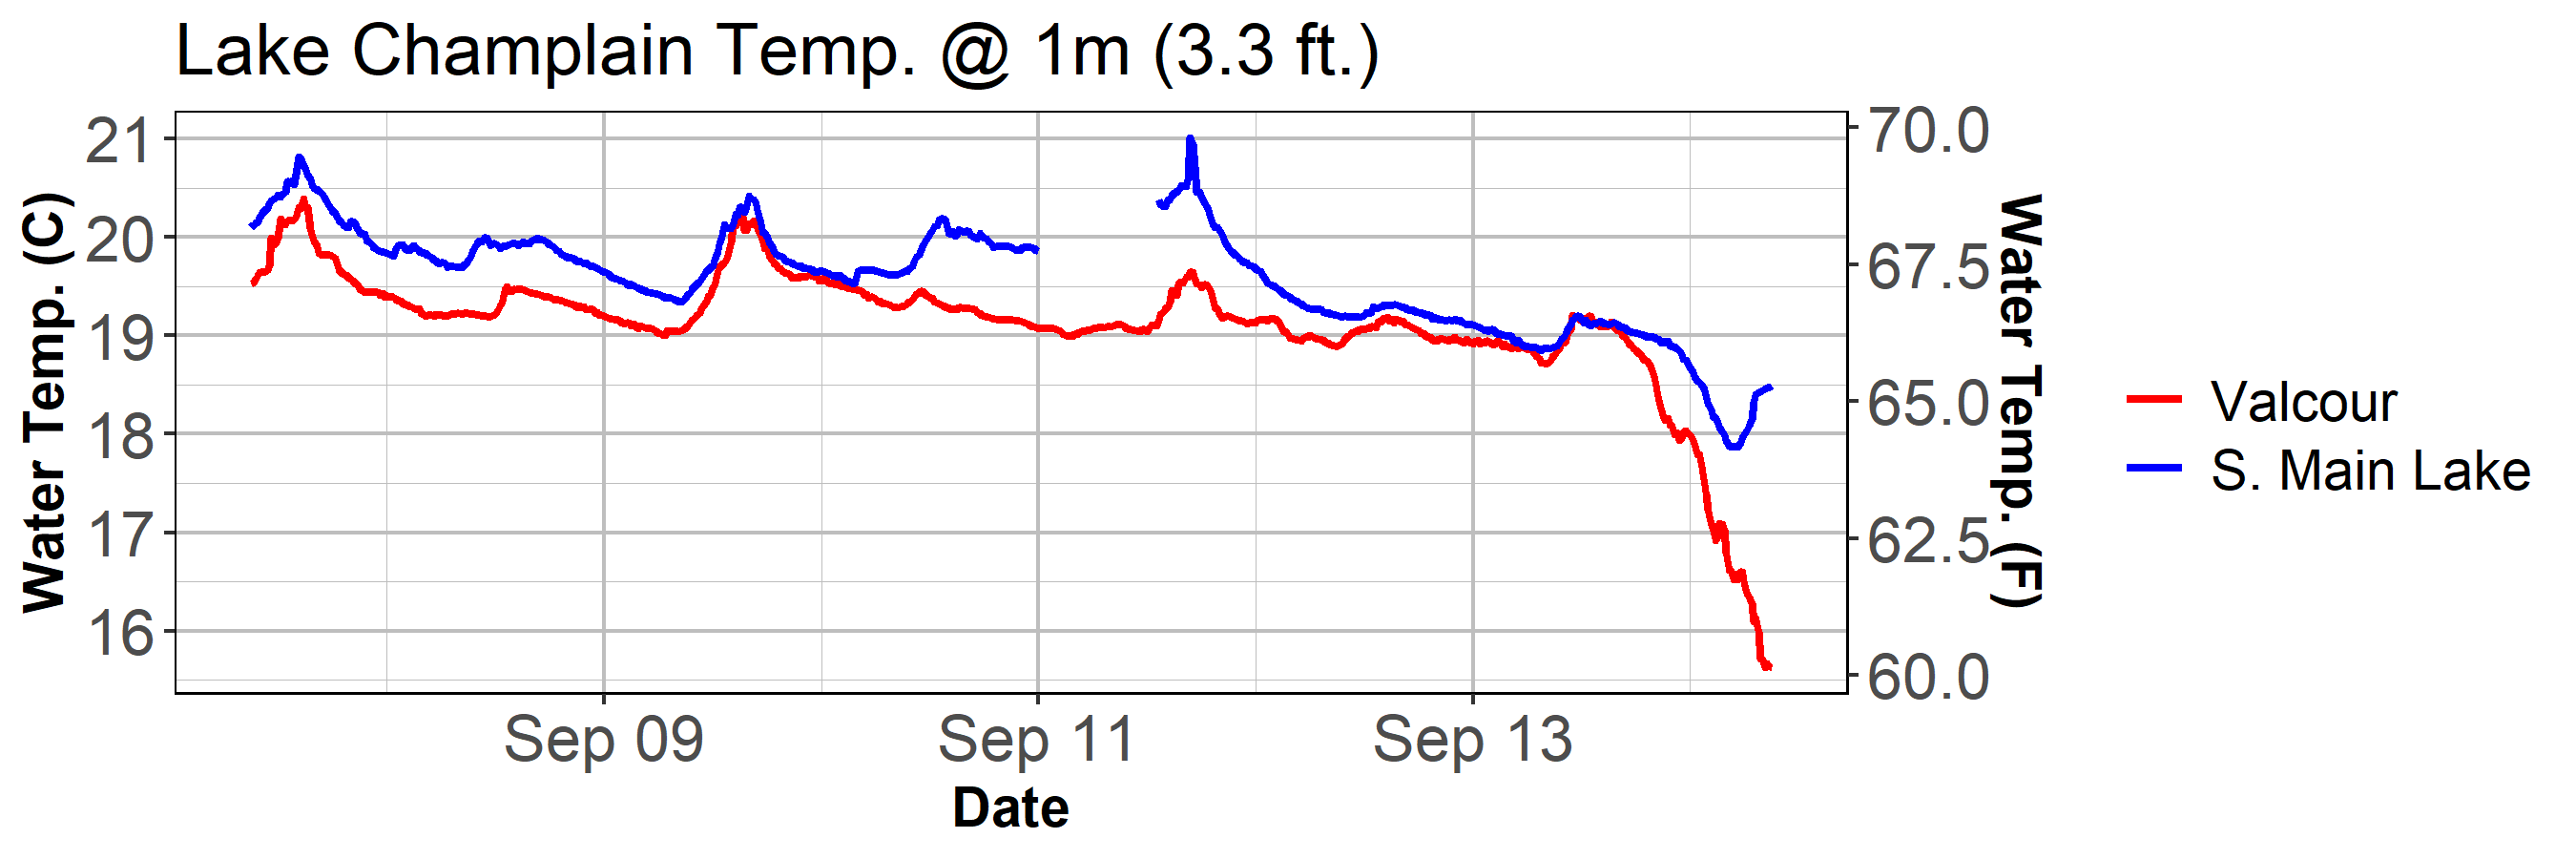 Lake Champlain Temp. @ 1m (3.3 ft.)
Water Temp. (C)
21
20
19
18
17
16
70.0
67.5
65.0
62.5
60.0
Water Temp. (F)
Sep 09
Sep 11
Sep 13
Date
Valcour
S. Main Lake